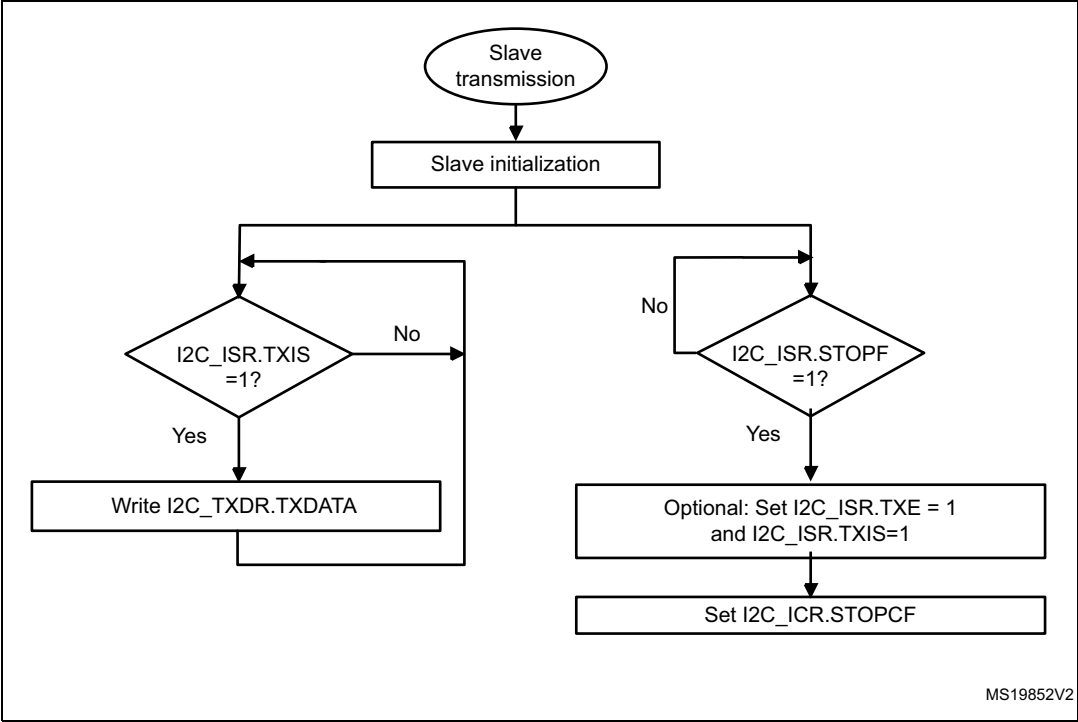 Slave
transmission
Slave initialization
No
I2C_ISR.TXIS
=1?
Yes
Write I2C_TXDR.TXDATA
No
I2C_ISR.STOPF
=1?
Yes
Optional: Set I2C_ISR.TXE = 1
and I2C_ISR.TXIS=1
Set I2C_ICR.STOPCF
MS19852V2